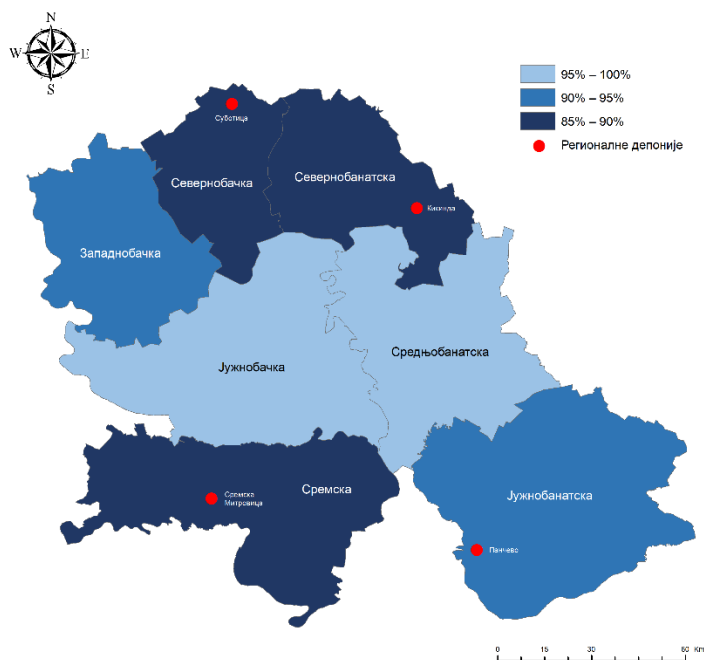 N
W E
S
95% – 100%
90% – 95%
85% – 90%
Регионалне депоније
Суботица
Севернобачка
Севернобанатска
Кикинда
Западнобачка
Јужнобачка
Средњобанатска
Сремска
Митровица
Сремска
Јужнобанатска
Панчево
0 15 30 60 Km